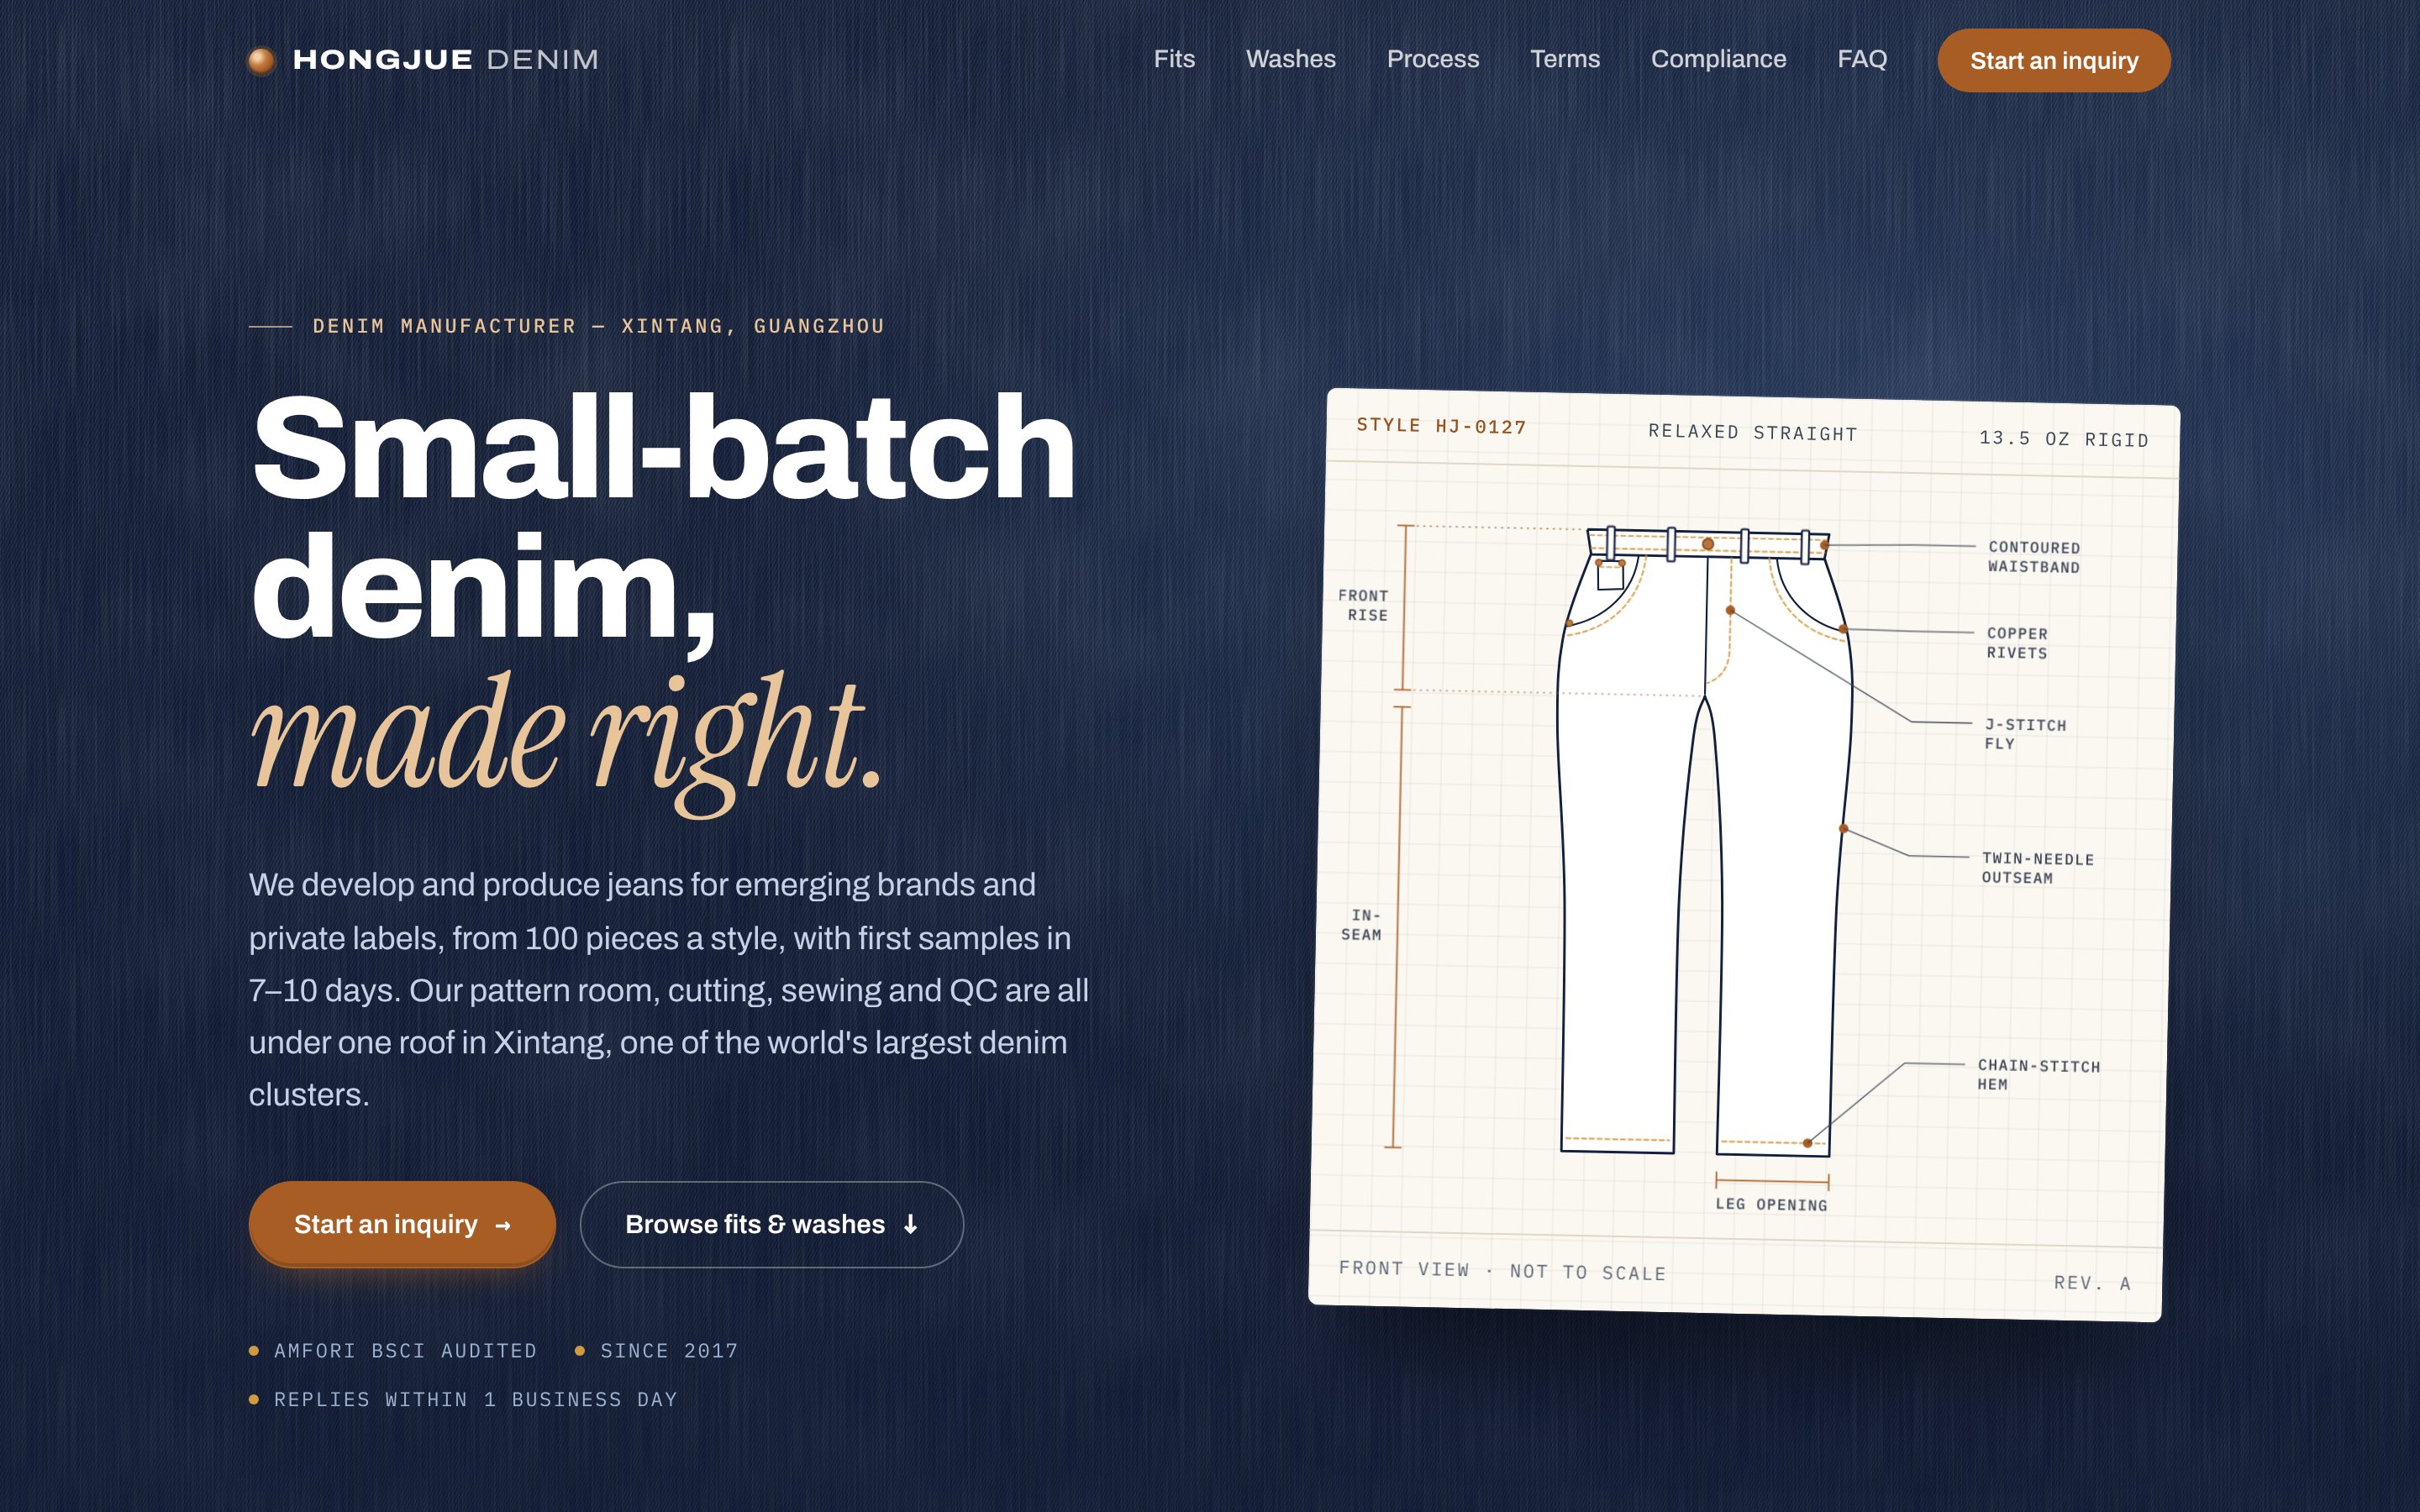 HONGJUE DENIM
Fits
Washes
Process
Terms
Compliance
FAQ
Start an inquiry
DENIM MANUFACTURER — XINTANG, GUANGZHOU
Small-batch
denim,
made right.
We develop and produce jeans for emerging brands and
private labels, from 100 pieces a style, with first samples in
7–10 days. Our pattern room, cutting, sewing and QC are all
under one roof in Xintang, one of the world's largest denim
clusters.
Start an inquiry →
Browse fits & washes ↓
AMFORI BSCI AUDITED
SINCE 2017
REPLIES WITHIN 1 BUSINESS DAY
STYLE HJ-0127
RELAXED STRAIGHT
13.5 OZ RIGID
FRONT
RISE
IN-
SEAM
CONTOURED
WAISTBAND
COPPER
RIVETS
J-STITCH
FLY
TWIN-NEEDLE
OUTSEAM
CHAIN-STITCH
HEM
LEG OPENING
FRONT VIEW · NOT TO SCALE
REV. A